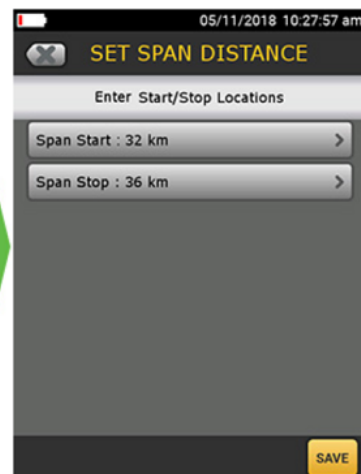 05/11/2018 10:27:57 am
SET SPAN DISTANCE
Enter Start/Stop Locations
Span Start : 32 km
Span Stop : 36 km
SAVE